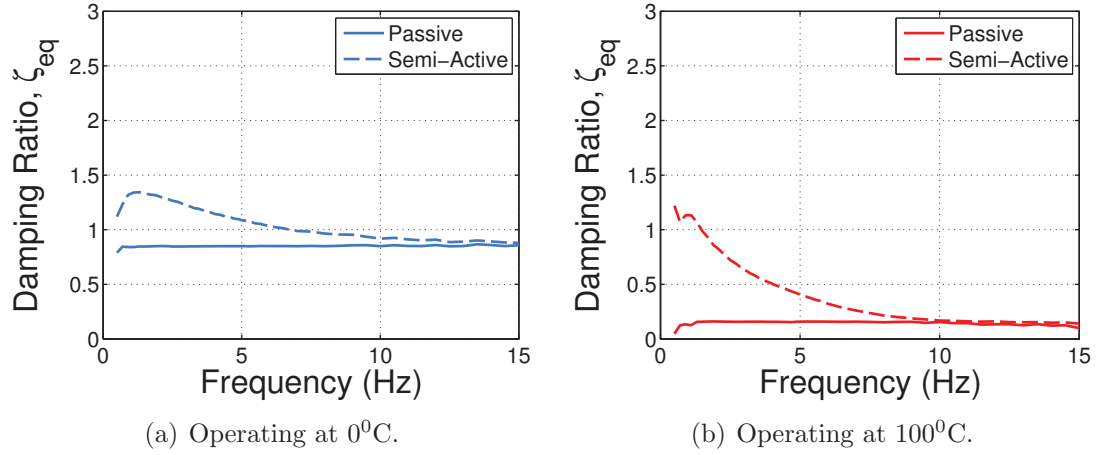 Damping Ratio, ζeq
3
2.5
2
1.5
1
0.5
0
0
5
10
15
Frequency (Hz)
Passive
Semi-Active
(a) Operating at 0⁰C.
Damping Ratio, ζeq
3
2.5
2
1.5
1
0.5
0
0
5
10
15
Frequency (Hz)
Passive
Semi-Active
(b) Operating at 100⁰C.